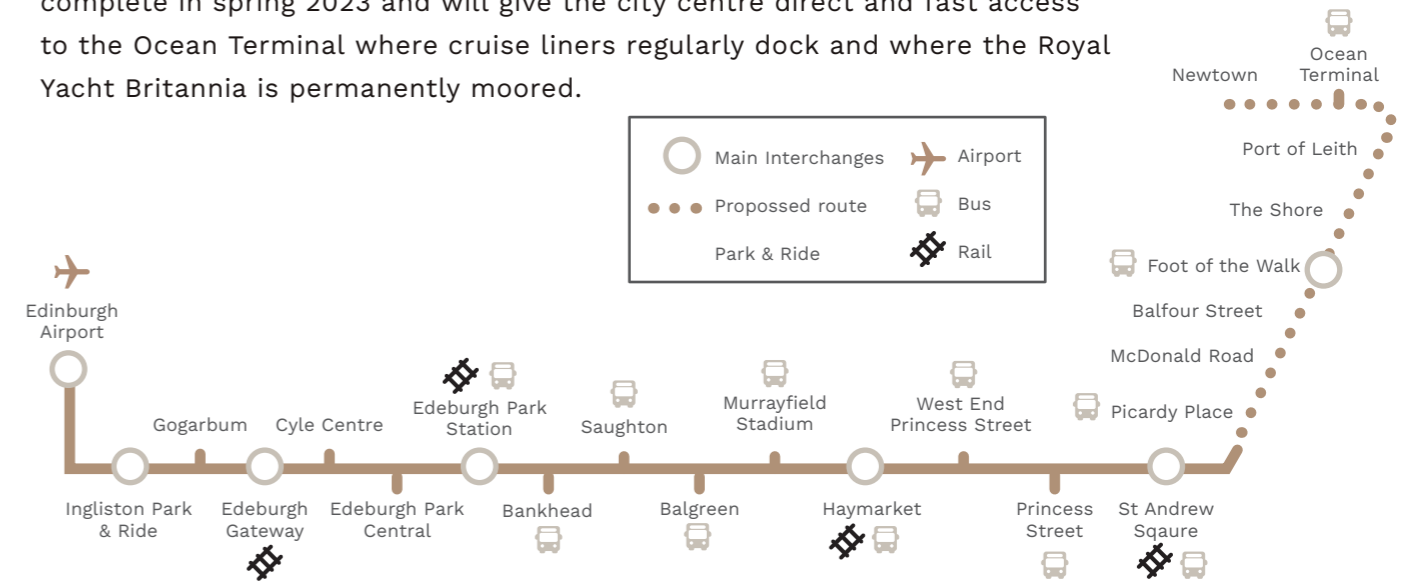 complete in spring 2023 and will give the city centre direct and fast access
to the Ocean Terminal where cruise liners regularly dock and where the Royal
Yacht Britannia is permanently moored.
Ocean
Terminal
Newtown
Main Interchanges
Airport
Propossed route
Bus
Park & Ride
Rail
Port of Leith
The Shore
Foot of the Walk
Balfour Street
McDonald Road
Picardy Place
Edinburgh
Airport
Gogarbum
Cyle Centre
Edeburgh Park
Station
Saughton
Murrayfield
Stadium
West End
Princess Street
Ingliston Park
& Ride
Edeburgh
Gateway
Edeburgh Park
Central
Bankhead
Balgreen
Haymarket
Princess
Street
St Andrew
Sqaure